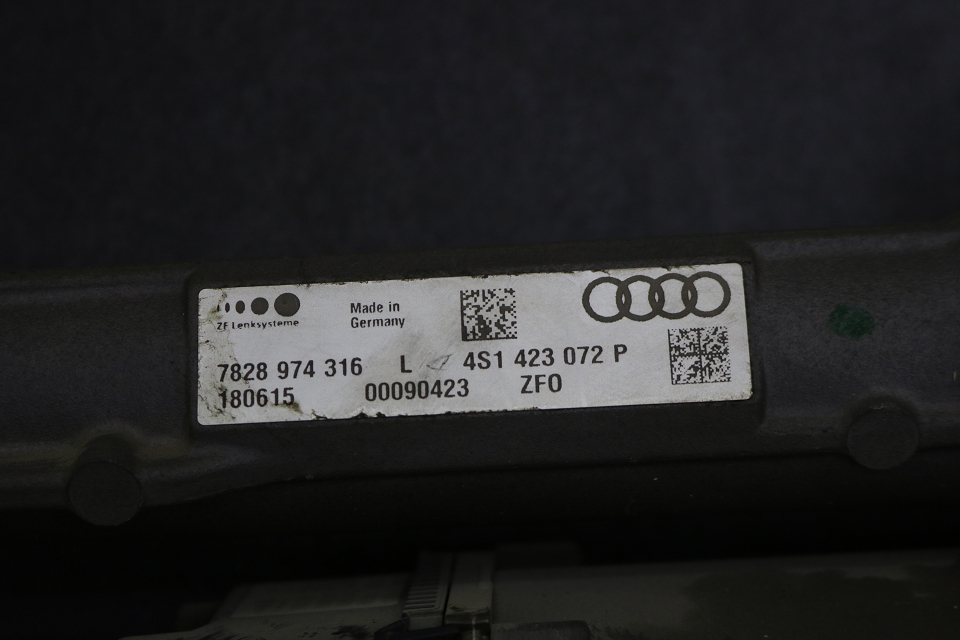 ZF Lenksysteme
Made in
Germany
7828 974 316 L 4S1 423 072 P
180615 00090423 ZFO